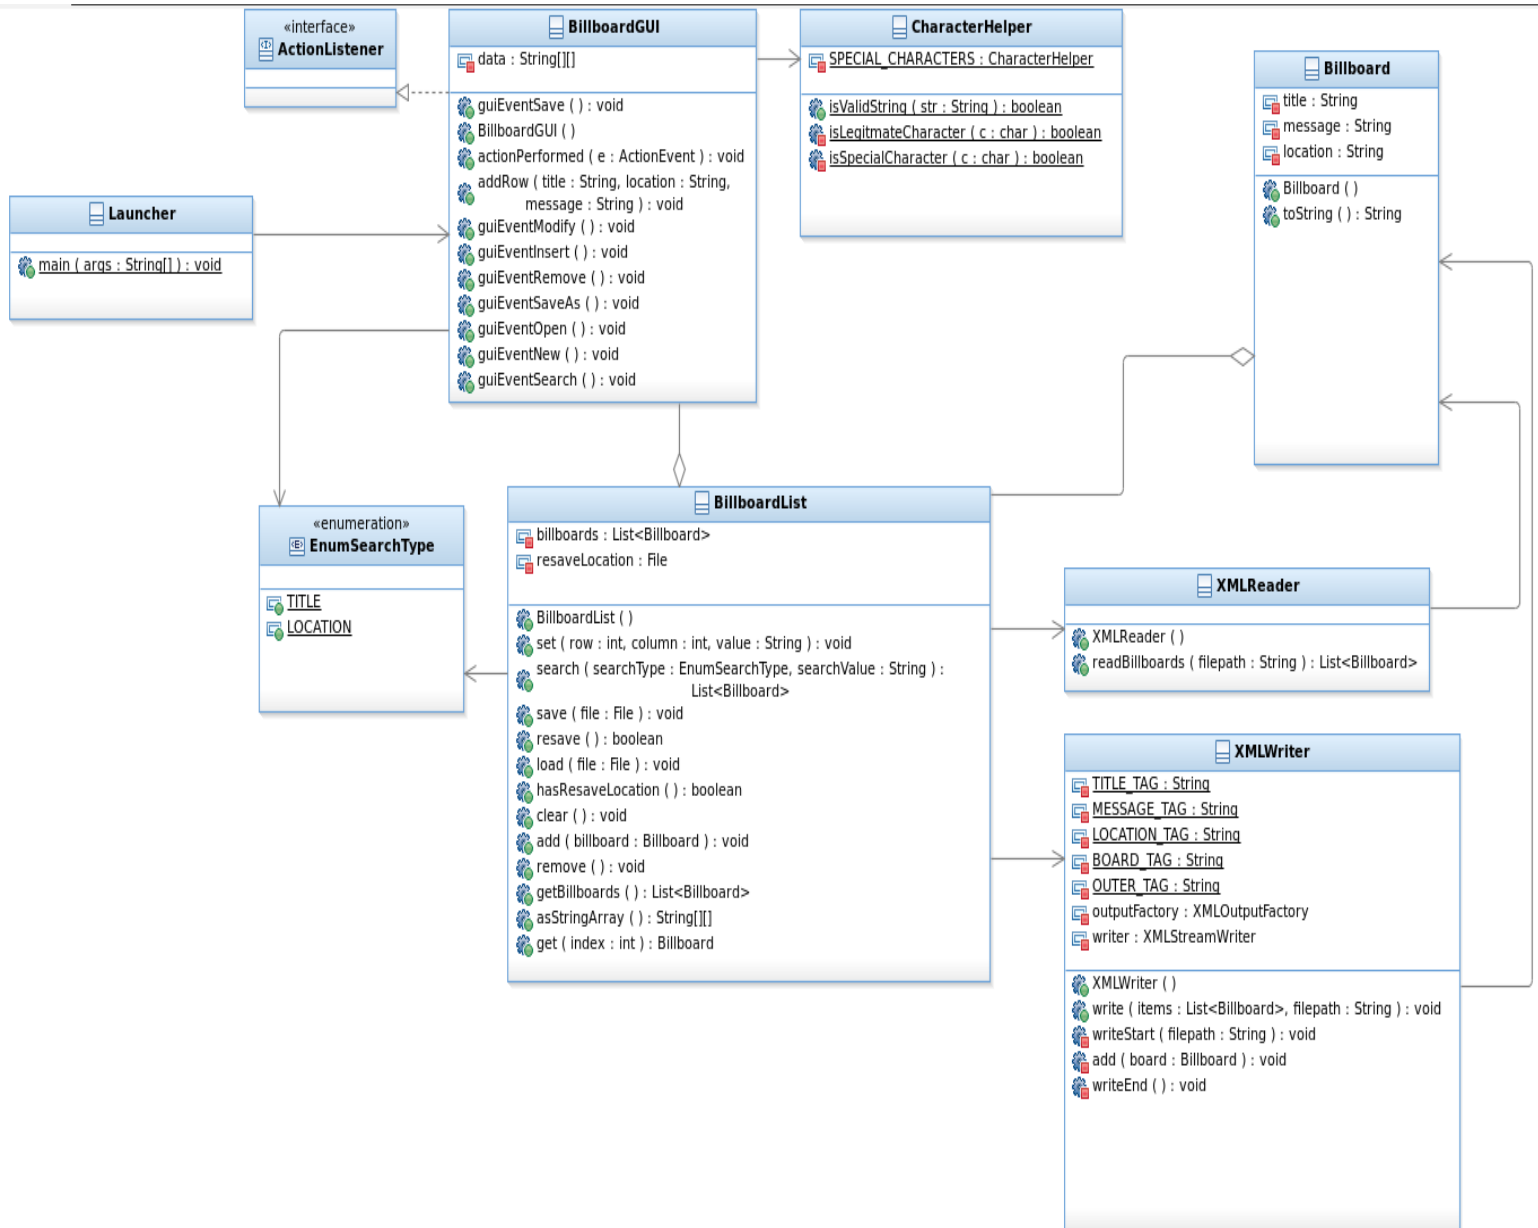 «interface»
ActionListener
BillboardGUI
data : String[][]
guiEventSave ( ) : void
BillboardGUI ( )
actionPerformed ( e : ActionEvent ) : void
addRow ( title : String, location : String,
message : String ) : void
guiEventModify ( ) : void
guiEventInsert ( ) : void
guiEventRemove ( ) : void
guiEventSaveAs ( ) : void
guiEventOpen ( ) : void
guiEventNew ( ) : void
guiEventSearch ( ) : void
CharacterHelper
SPECIAL_CHARACTERS : CharacterHelper
isValidString ( str : String ) : boolean
isLegitmateCharacter ( c : char ) : boolean
isSpecialCharacter ( c : char ) : boolean
Billboard
title : String
message : String
location : String
Billboard ( )
toString ( ) : String
Launcher
main ( args : String[] ) : void
«enumeration»
EnumSearchType
TITLE
LOCATION
BillboardList
billboards : List<Billboard>
resaveLocation : File
BillboardList ( )
set ( row : int, column : int, value : String ) : void
search ( searchType : EnumSearchType, searchValue : String ) :
List<Billboard>
save ( file : File ) : void
resave ( ) : boolean
load ( file : File ) : void
hasResaveLocation ( ) : boolean
clear ( ) : void
add ( billboard : Billboard ) : void
remove ( ) : void
getBillboards ( ) : List<Billboard>
asStringArray ( ) : String[][]
get ( index : int ) : Billboard
XMLReader
XMLReader ( )
readBillboards ( filepath : String ) : List<Billboard>
XMLWriter
TITLE_TAG : String
MESSAGE_TAG : String
LOCATION_TAG : String
BOARD_TAG : String
OUTER_TAG : String
outputFactory : XMLOutputFactory
writer : XMLStreamWriter
XMLWriter ( )
write ( items : List<Billboard>, filepath : String ) : void
writeStart ( filepath : String ) : void
add ( board : Billboard ) : void
writeEnd ( ) : void